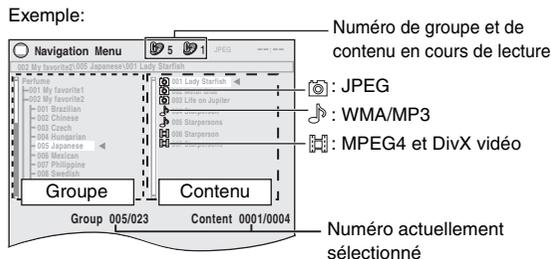 Exemple:
Numéro de groupe et de
contenu en cours de lecture
Navigation Menu 5 1 JPEG --:--
002 My favorite2\005 Japanese\001 Lady Starfish
Perfume
001 My favorite1
002 My favorite2
001 Brazilian
002 Chinese
003 Czech
004 Hungarian
005 Japanese
006 Mexican
007 Philippine
008 Swedish
001 Lady Starfish
003 Life on Jupiter
005 Starpersons
006 Starperson
: JPEG
: WMA/MP3
: MPEG4 et DivX vidéo
Groupe
Contenu
Group 005/023 Content 0001/0004
Numéro actuellement
sélectionné